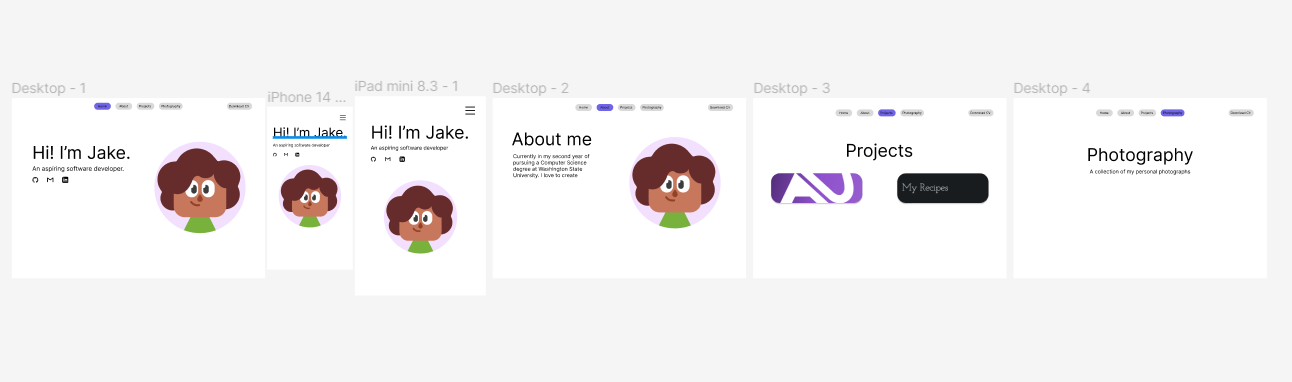 Desktop - 1
Home About Projects Photography Download CV
Hi! I'm Jake.
An aspiring software developer.
iPhone 14 ...
Hi! I'm Jake.
An aspiring software developer
iPad mini 8.3 - 1
Hi! I'm Jake.
An aspiring software developer
Desktop - 2
Home About Projects Photography Download CV
About me
Currently in my second year of
pursuing a Computer Science
degree at Washington State
University. I love to create
Desktop - 3
Home About Projects Photography Download CV
Projects
My Recipes
Desktop - 4
Home About Projects Photography Download CV
Photography
A collection of my personal photographs